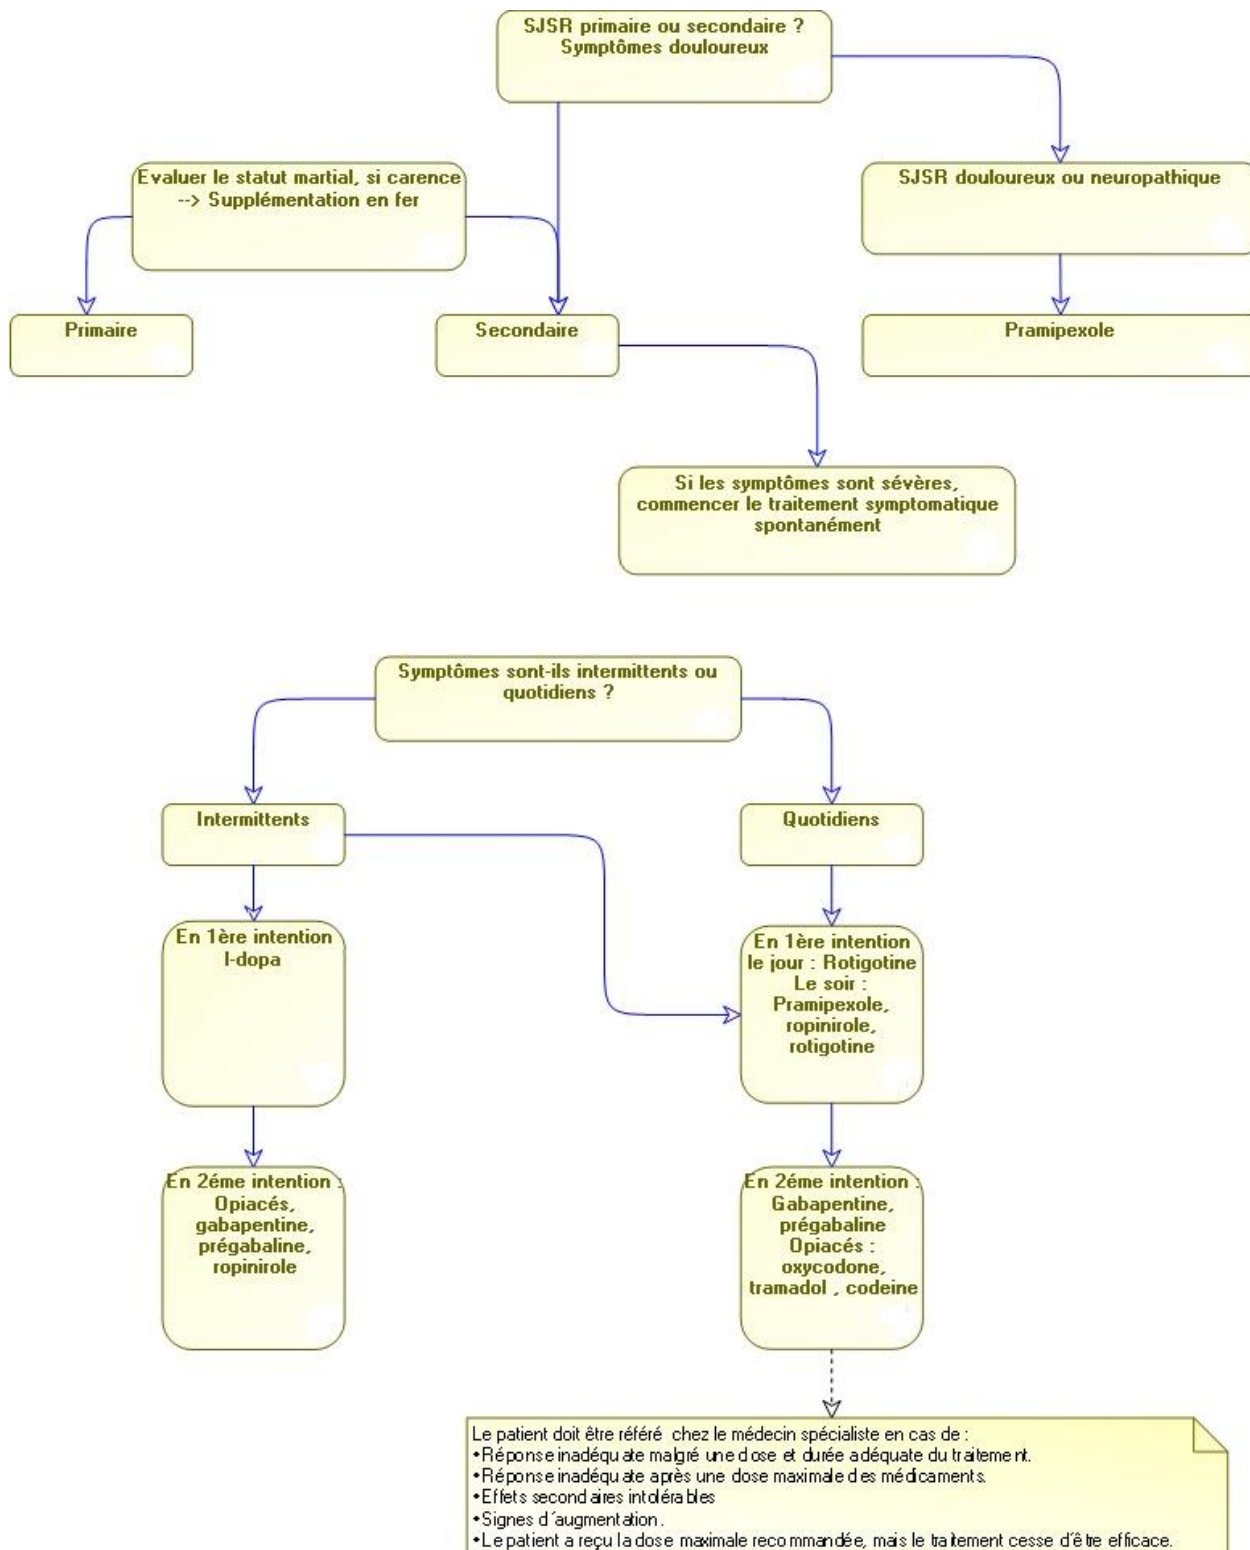 SJSR primaire ou secondaire ?
Symptômes douloureux
Evaluer le statut martial, si carence
--> Supplémentation en fer
SJSR douloureux ou neuropathique
Primaire
Secondaire
Pramipexole
Si les symptômes sont sévères,
commencer le traitement symptomatique
spontanément
Symptômes sont-ils intermittents ou
quotidiens ?
Intermittents
Quotidiens
En 1ère intention
l-dopa
En 1ère intention
le jour : Rotigotine
Le soir :
Pramipexole,
ropinirole,
rotigotine
En 2éme intention :
Opiacés,
gabapentine,
prégabaline,
ropinirole
En 2éme intention :
Gabapentine,
prégabaline
Opiacés :
oxycodone,
tramadol , codeine
Le patient doit être référé chez le médecin spécialiste en cas de :
•Réponse inadéquate malgré une dose et durée adéquate du traitement.
•Réponse inadéquate après une dose maximale des médicaments.
•Effets secondaires intolérables
•Signes d´augmentation.
•Le patient a reçu la dose maximale recommandée, mais le traitement cesse d´être efficace.